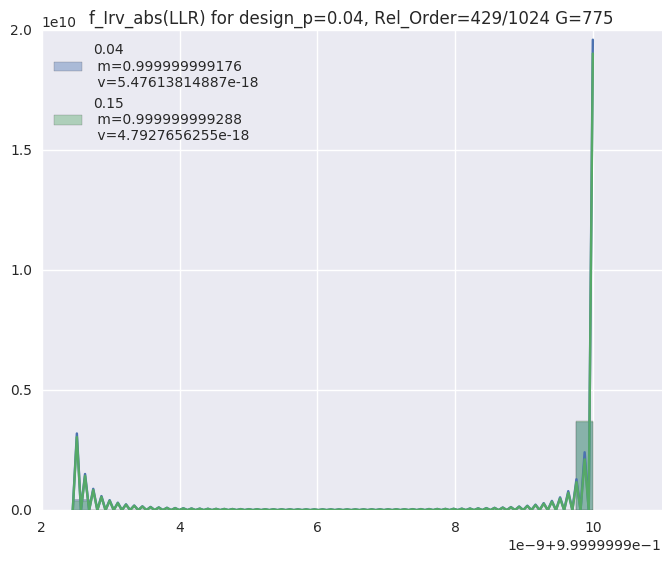 f_Irv_abs(LLR) for design_p=0.04, Rel_Order=429/1024 G=775
1e10
2.0
1.5
1.0
0.5
0.0
0.04
m=0.999999999176
v=5.47613814887e-18
0.15
m=0.999999999288
v=4.7927656255e-18
2 4 6 8 10
1e-9+9.9999999e-1